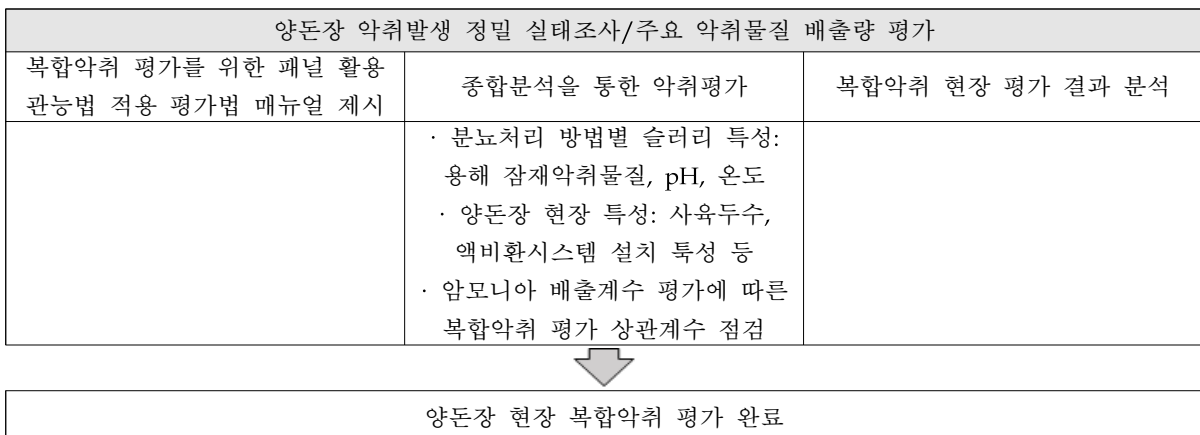 양돈장 악취발생 정밀 실태조사/주요 악취물질 배출량 평가
복합악취 평가를 위한 패널 활용
관능법 적용 평가법 매뉴얼 제시
종합분석을 통한 악취평가
복합악취 현장 평가 결과 분석
· 분뇨처리 방법별 슬러리 특성:
용해 잠재악취물질, pH, 온도
· 양돈장 현장 특성: 사육두수,
액비환시스템 설치 특성 등
· 암모니아 배출계수 평가에 따른
복합악취 평가 상관계수 점검
양돈장 현장 복합악취 평가 완료